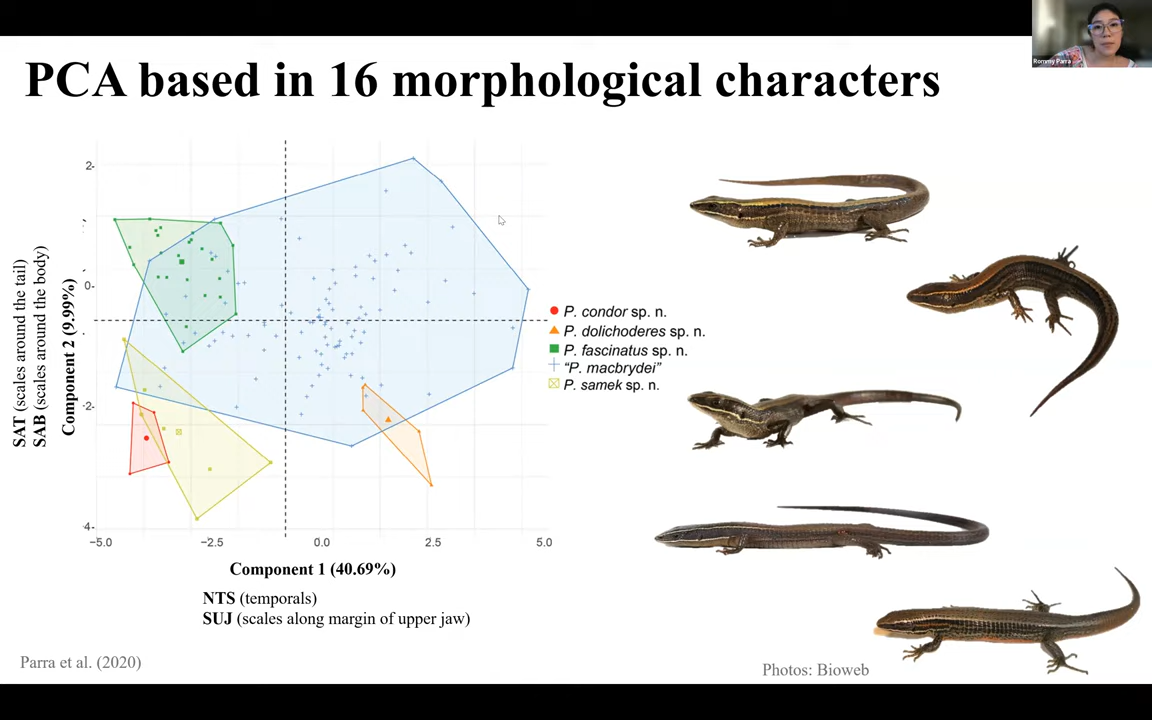 Rommy Parra
PCA based in 16 morphological characters
SAT (scales around the tail)
SAB (scales around the body)
Component 2 (9.99%)
2-
0-
-2-
4-
-5.0 -2.5 0.0 2.5 5.0
Component 1 (40.69%)
NTS (temporals)
SUJ (scales along margin of upper jaw)
P. condor sp. n.
P. dolichoderes sp. n.
P. fascinatus sp. n.
“P. macbrydei”
P. samek sp. n.
Parra et al. (2020)
Photos: Bioweb